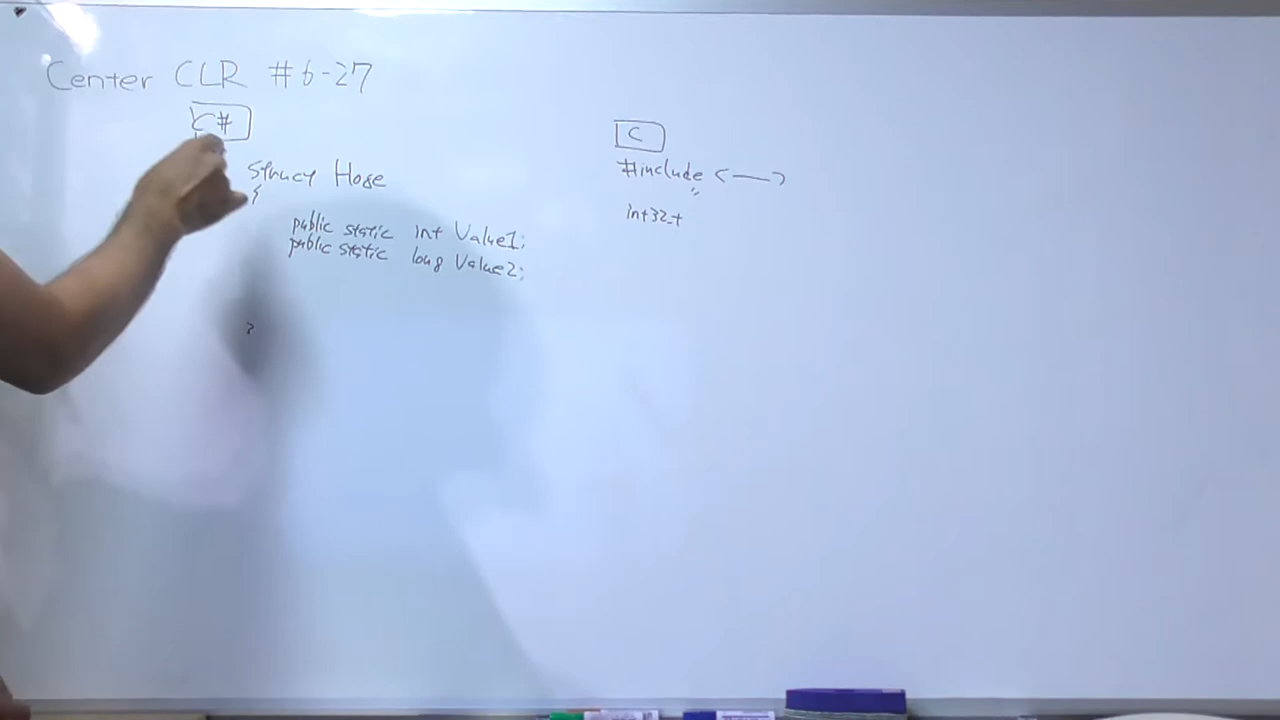 Center CLR #6-27
C#
struct Hoge
{
public static int Value1;
public static long Value2;
}
C
#include < — >
"
int32_t